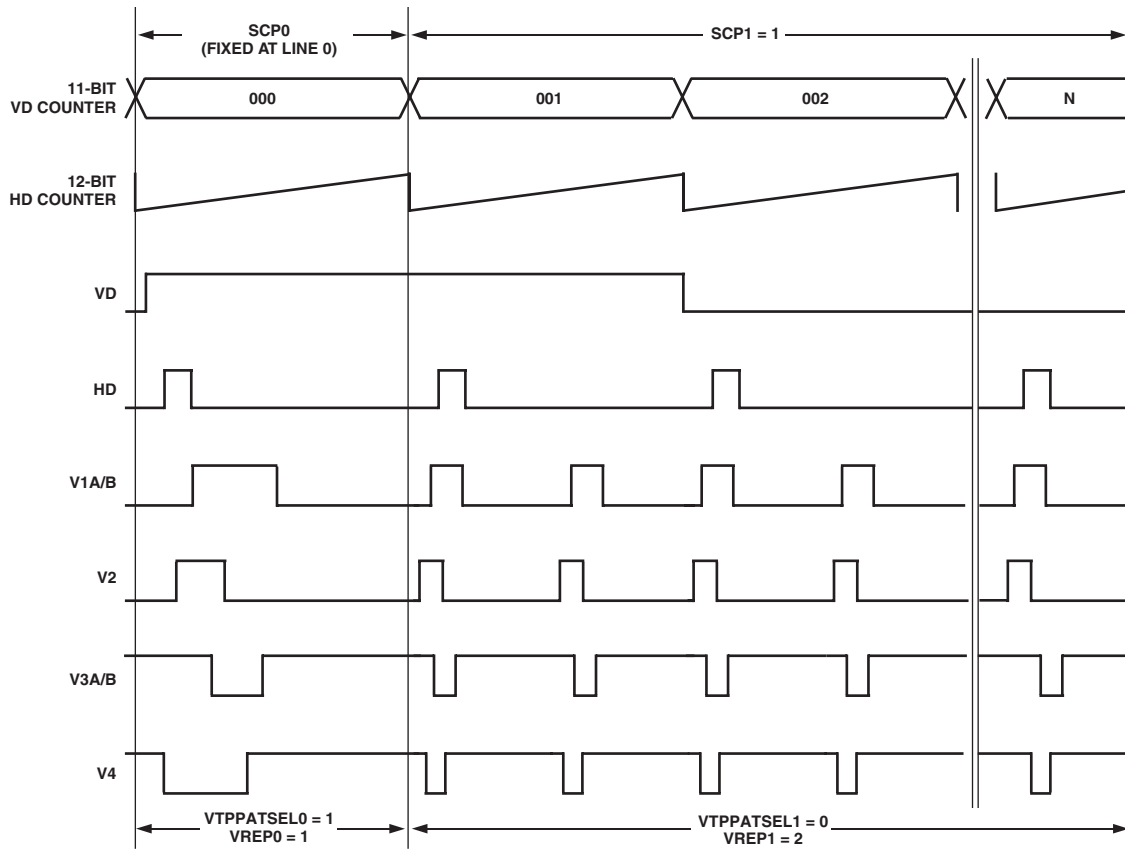 SCP0
(FIXED AT LINE 0)
SCP1 = 1
11-BIT
VD COUNTER
000
001
002
N
12-BIT
HD COUNTER
VD
HD
V1A/B
V2
V3A/B
V4
VTPPATSEL0 = 1
VREP0 = 1
VTPPATSEL1 = 0
VREP1 = 2